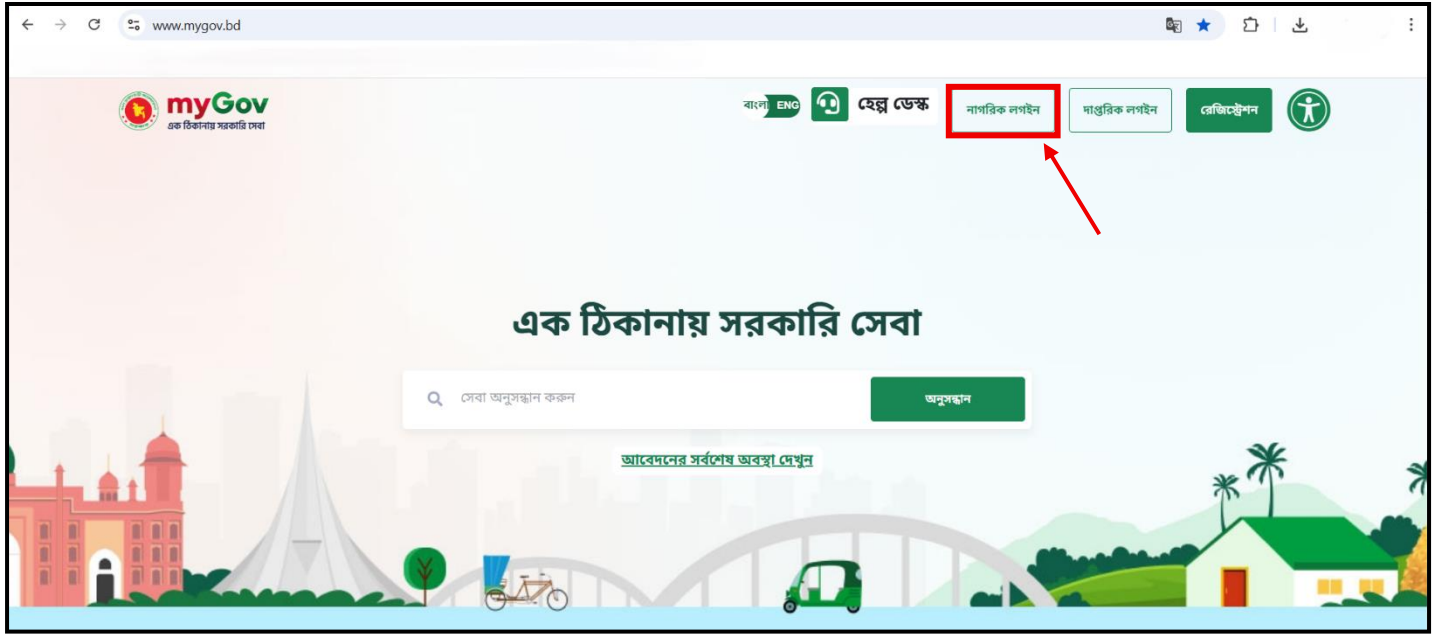 www.mygov.bd
myGov
এক ঠিকানায় সরকারি সেবা
বাংলা ENG
হেল্প ডেস্ক
নাগরিক লগইন
দাপ্তরিক লগইন
রেজিস্ট্রেশন
এক ঠিকানায় সরকারি সেবা
সেবা অনুসন্ধান করুন
অনুসন্ধান
আবেদনের সর্বশেষ অবস্থা দেখুন